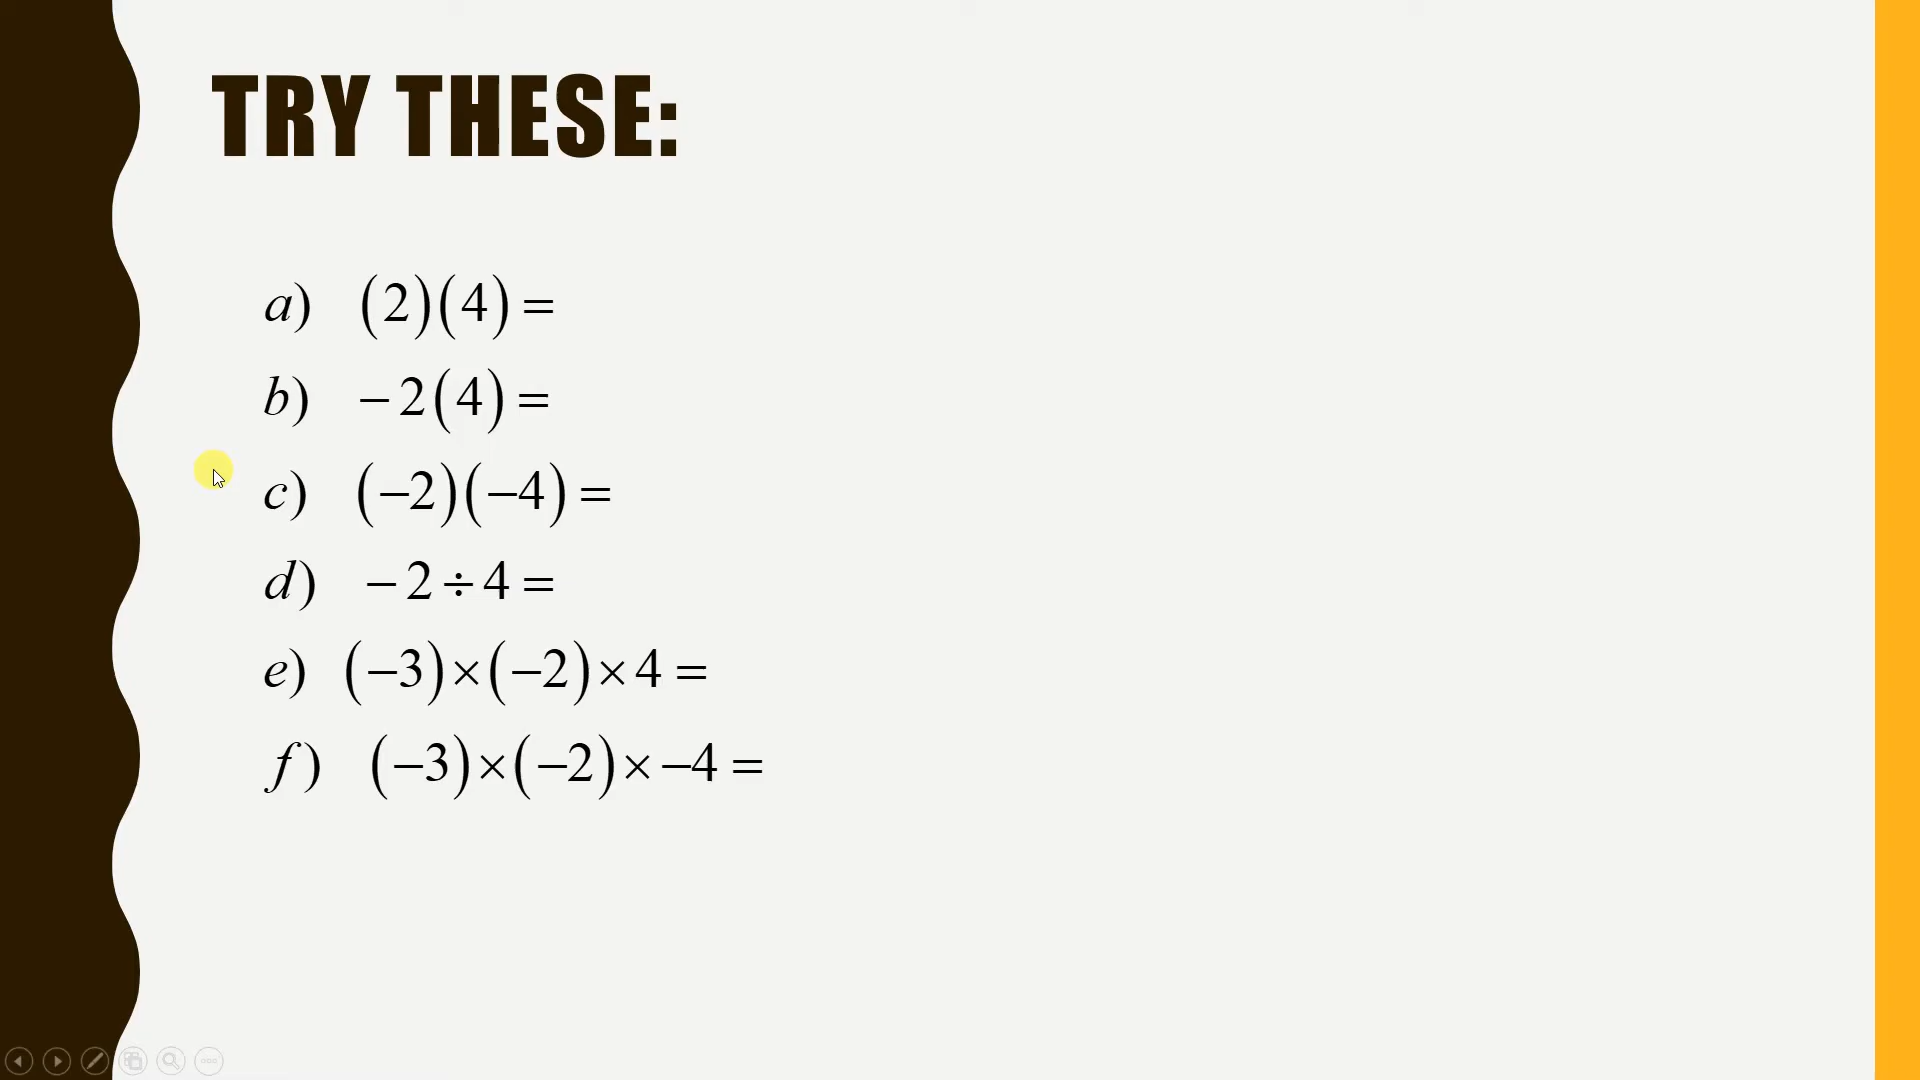 TRY THESE:
a) (2)(4) =
b) −2(4) =
c) (−2)(−4) =
d) −2 ÷ 4 =
e) (−3)×(−2)×4 =
f) (−3)×(−2)×−4 =